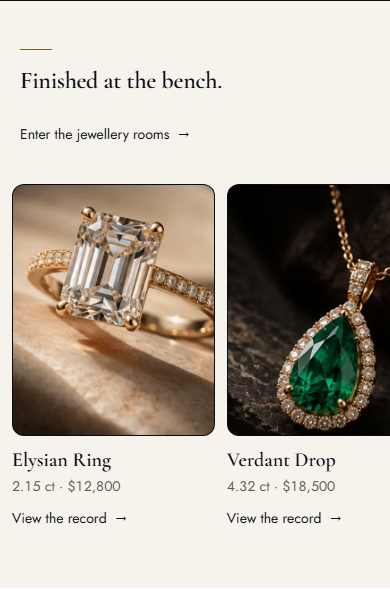 Finished at the bench.
Enter the jewellery rooms →
Elysian Ring
2.15 ct · $12,800
View the record →
Verdant Drop
4.32 ct · $18,500
View the record →